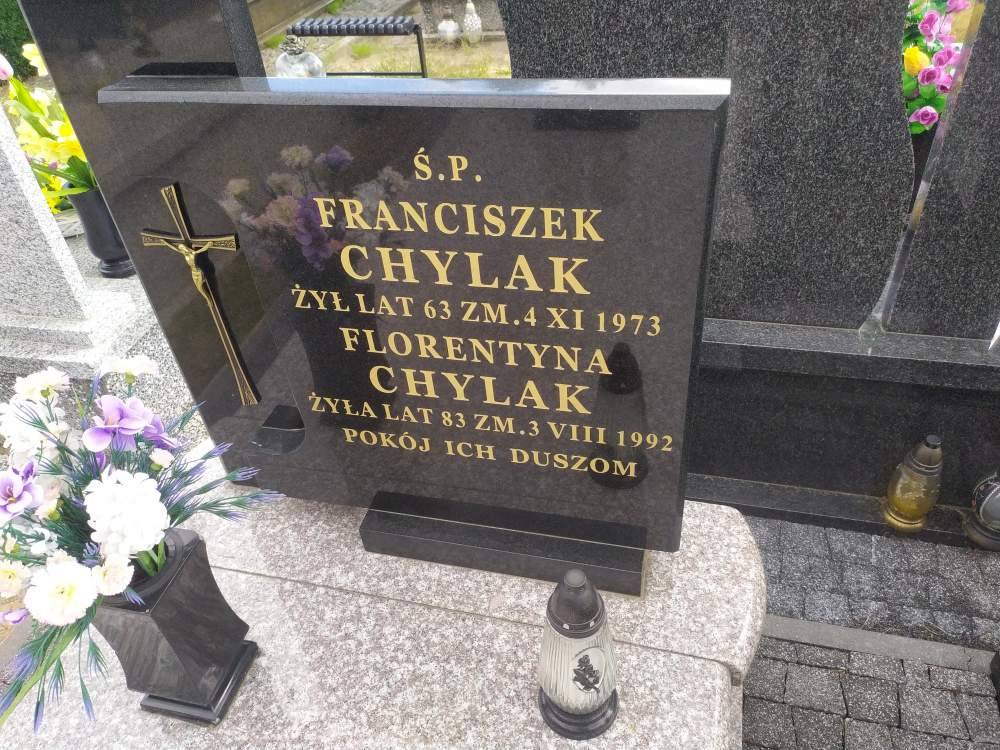 Ś.P.
FRANCISZEK
CHYLAK
ŻYŁ LAT 63 ZM. 4 XI 1973
FLORENTYNA
CHYLAK
ŻYŁA LAT 83 ZM. 3 VIII 1992
POKÓJ ICH DUSZOM